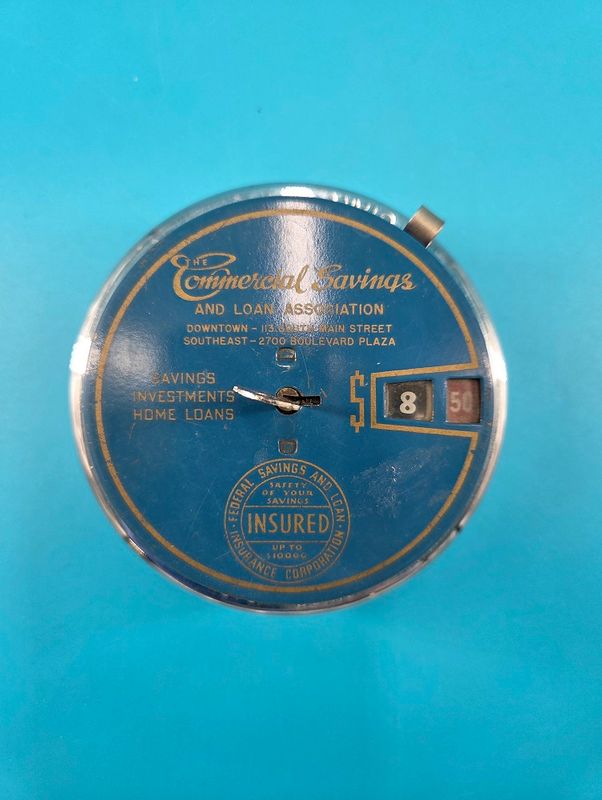 THE
Commercial Savings
AND LOAN ASSOCIATION
DOWNTOWN - 113 SOUTH MAIN STREET
SOUTHEAST - 2700 BOULEVARD PLAZA
SAVINGS
INVESTMENTS
HOME LOANS
$ 8 50
FEDERAL SAVINGS AND LOAN
INSURANCE CORPORATION
SAFETY
OF YOUR
SAVINGS
INSURED
UP TO
$10000